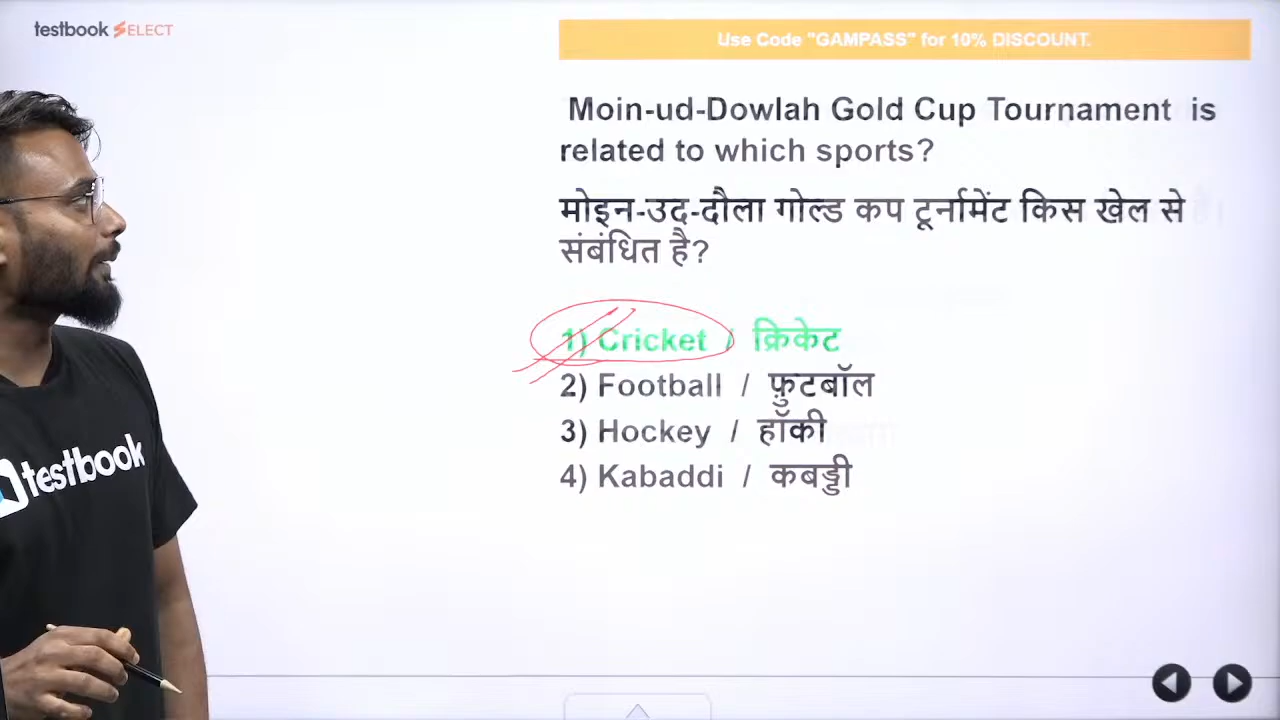 testbook SELECT
Use Code "GAMPASS" for 10% DISCOUNT.
Moin-ud-Dowlah Gold Cup Tournament is
related to which sports?
मोइन-उद-दौला गोल्ड कप टूर्नामेंट किस खेल से
संबंधित है?
1) Cricket / क्रिकेट
2) Football / फ़ुटबॉल
3) Hockey / हॉकी
4) Kabaddi / कबड्डी
testbook